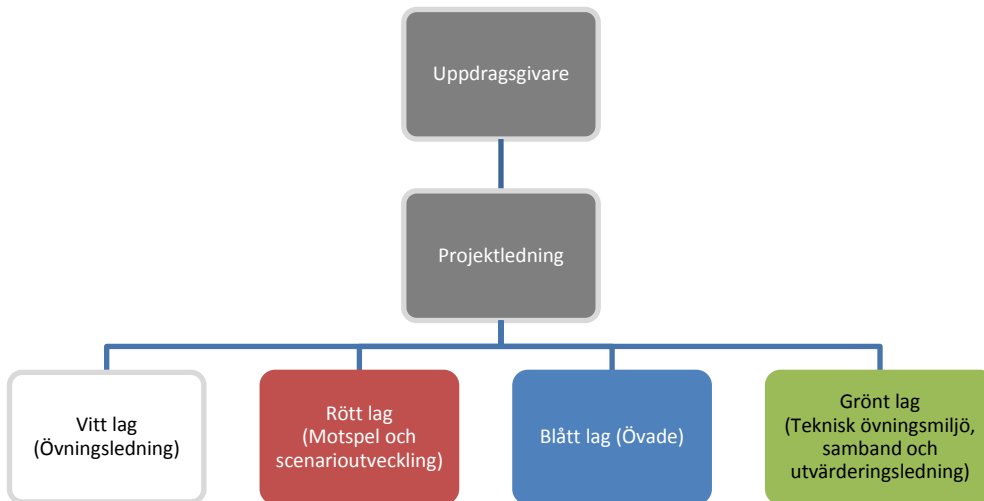 Uppdragsgivare
Projektledning
Vitt lag
(Övningsledning)
Rött lag
(Motspel och
scenarioutveckling)
Blått lag (Övade)
Grönt lag
(Teknisk övningsmiljö,
samband och
utvärderingsledning)